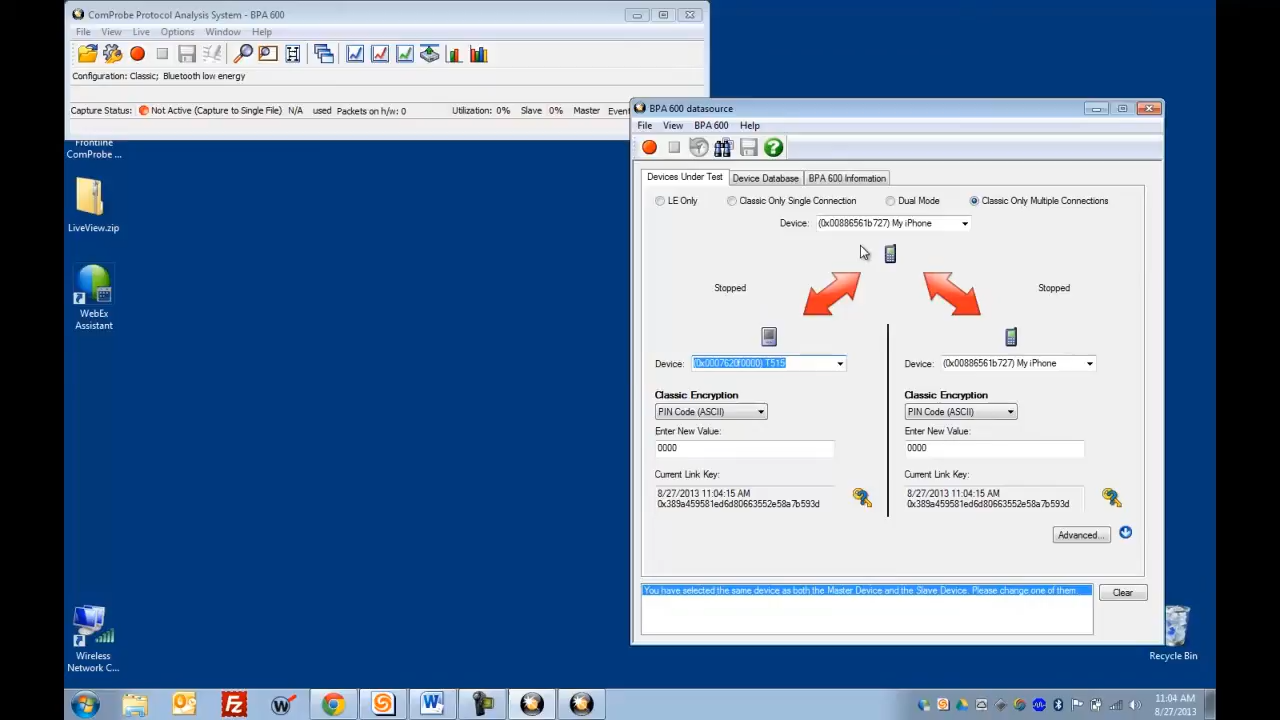 ComProbe Protocol Analysis System - BPA 600
File View Live Options Window Help
Configuration: Classic; Bluetooth low energy
Capture Status: Not Active (Capture to Single File) N/A used Packets on h/w: 0 Utilization: 0% Slave 0% Master Event
Frontline
ComProbe ...
LiveView.zip
WebEx
Assistant
Wireless
Network C...
BPA 600 datasource
File View BPA 600 Help
Devices Under Test Device Database BPA 600 Information
LE Only Classic Only Single Connection Dual Mode Classic Only Multiple Connections
Device: (0x00886561b727) My iPhone
Stopped Stopped
Device: (0x0007620f0000) T515 Device: (0x00886561b727) My iPhone
Classic Encryption Classic Encryption
PIN Code (ASCII) PIN Code (ASCII)
Enter New Value: Enter New Value:
0000 0000
Current Link Key: Current Link Key:
8/27/2013 11:04:15 AM 8/27/2013 11:04:15 AM
0x389a459581ed6d80663552e58a7b593d 0x389a459581ed6d80663552e58a7b593d
Advanced...
You have selected the same device as both the Master Device and the Slave Device. Please change one of them.
Clear
Recycle Bin
11:04 AM
8/27/2013